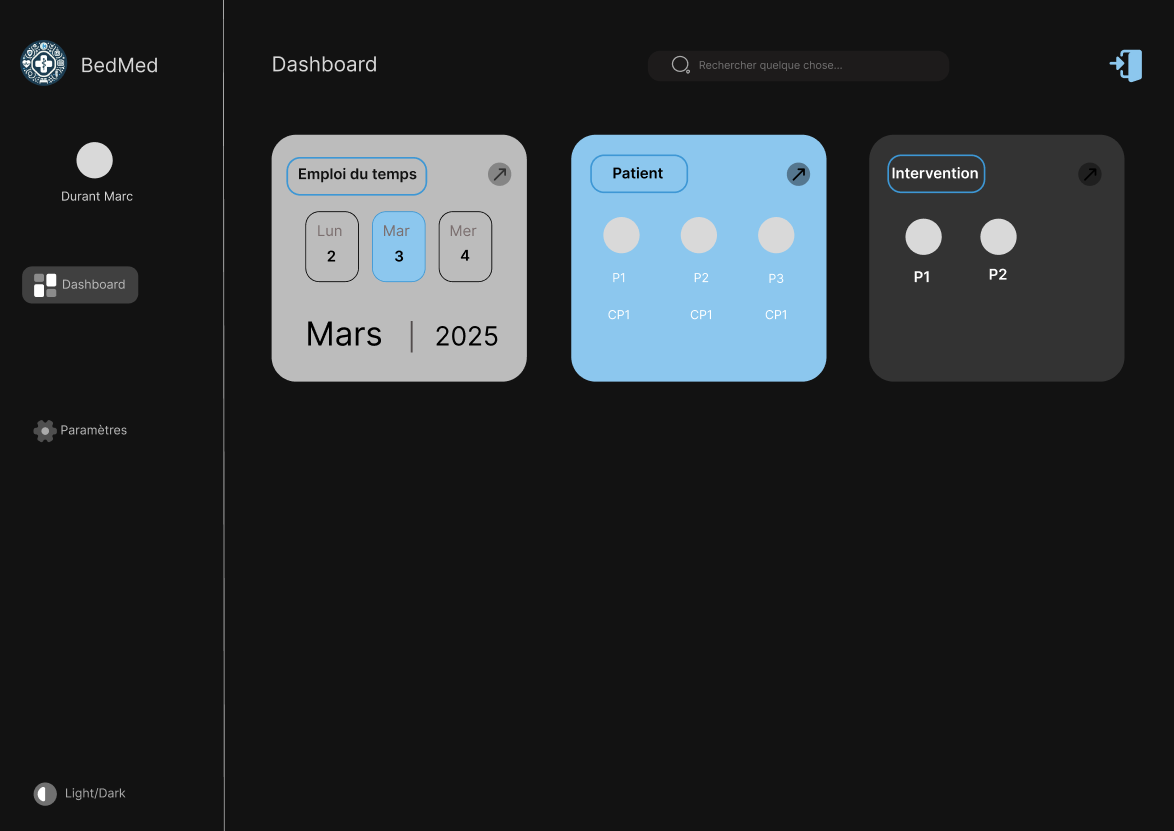 BedMed
Durant Marc
Dashboard
Paramètres
Light/Dark
Dashboard
Rechercher quelque chose...
Emploi du temps
Lun
2
Mar
3
Mer
4
Mars | 2025
Patient
P1 P2 P3
CP1 CP1 CP1
Intervention
P1 P2